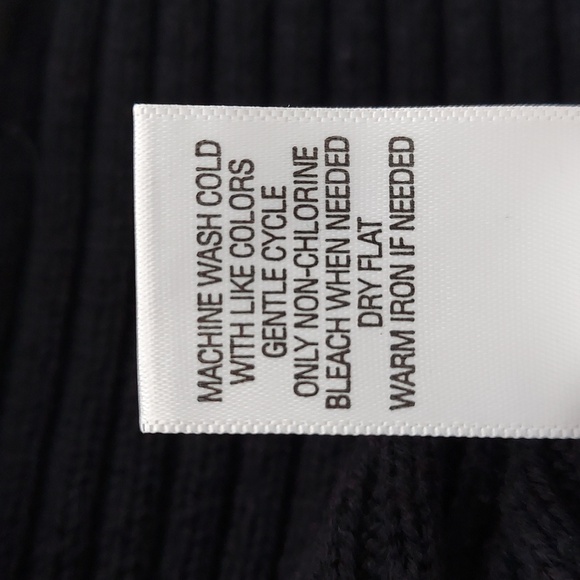 MACHINE WASH COLD
WITH LIKE COLORS
GENTLE CYCLE
ONLY NON-CHLORINE
BLEACH WHEN NEEDED
DRY FLAT
WARM IRON IF NEEDED